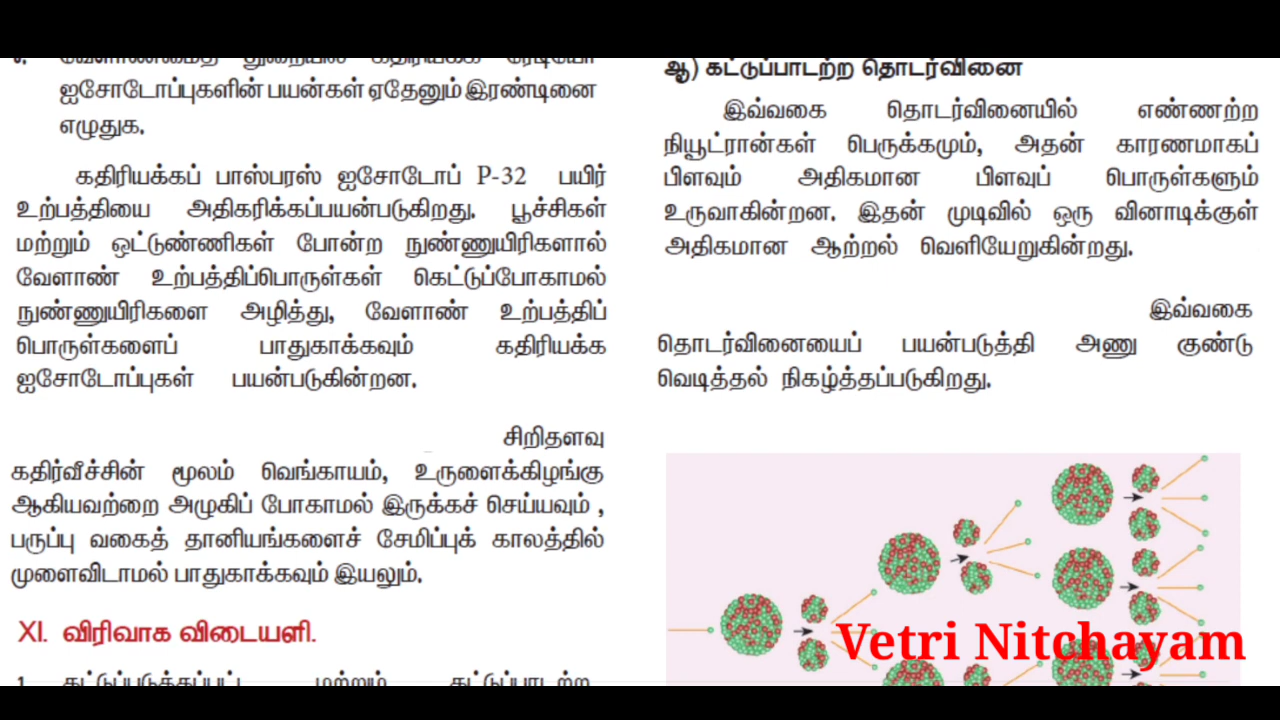 ஐசோடோப்புகளின் பயன்கள் ஏதேனும் இரண்டினை
எழுதுக.
கதிரியக்கப் பாஸ்பரஸ் ஐசோடோப் P-32 பயிர்
உற்பத்தியை அதிகரிக்கப்பயன்படுகிறது. பூச்சிகள்
மற்றும் ஒட்டுண்ணிகள் போன்ற நுண்ணுயிரிகளால்
வேளாண் உற்பத்திப்பொருள்கள் கெட்டுப்போகாமல்
நுண்ணுயிரிகளை அழித்து, வேளாண் உற்பத்திப்
பொருள்களைப் பாதுகாக்கவும் கதிரியக்க
ஐசோடோப்புகள் பயன்படுகின்றன.
சிறிதளவு
கதிர்வீச்சின் மூலம் வெங்காயம், உருளைக்கிழங்கு
ஆகியவற்றை அழுகிப் போகாமல் இருக்கச் செய்யவும் ,
பருப்பு வகைத் தானியங்களைச் சேமிப்புக் காலத்தில்
முளைவிடாமல் பாதுகாக்கவும் இயலும்.
XI. விரிவாக விடையளி.
ஆ) கட்டுப்பாடற்ற தொடர்வினை
இவ்வகை தொடர்வினையில் எண்ணற்ற
நியூட்ரான்கள் பெருக்கமும், அதன் காரணமாகப்
பிளவும் அதிகமான பிளவுப் பொருள்களும்
உருவாகின்றன. இதன் முடிவில் ஒரு வினாடிக்குள்
அதிகமான ஆற்றல் வெளியேறுகின்றது.
இவ்வகை
தொடர்வினையைப் பயன்படுத்தி அணு குண்டு
வெடித்தல் நிகழ்த்தப்படுகிறது.
Vetri Nitchayam